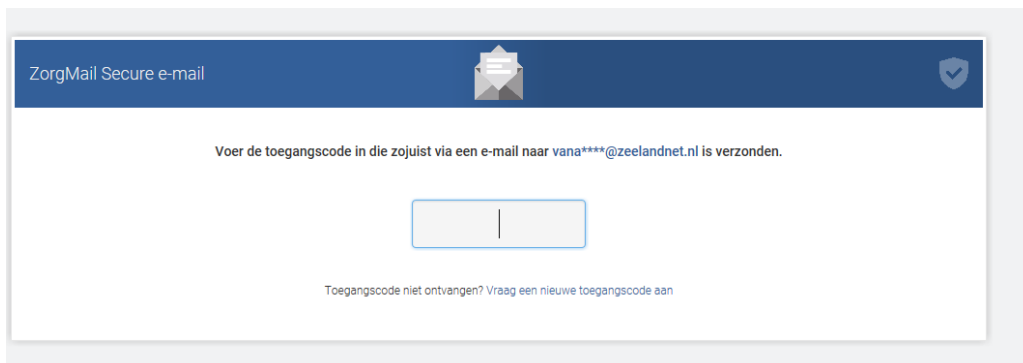 ZorgMail Secure e-mail
Voer de toegangscode in die zojuist via een e-mail naar vana****@zeelandnet.nl is verzonden.
Toegangscode niet ontvangen? Vraag een nieuwe toegangscode aan